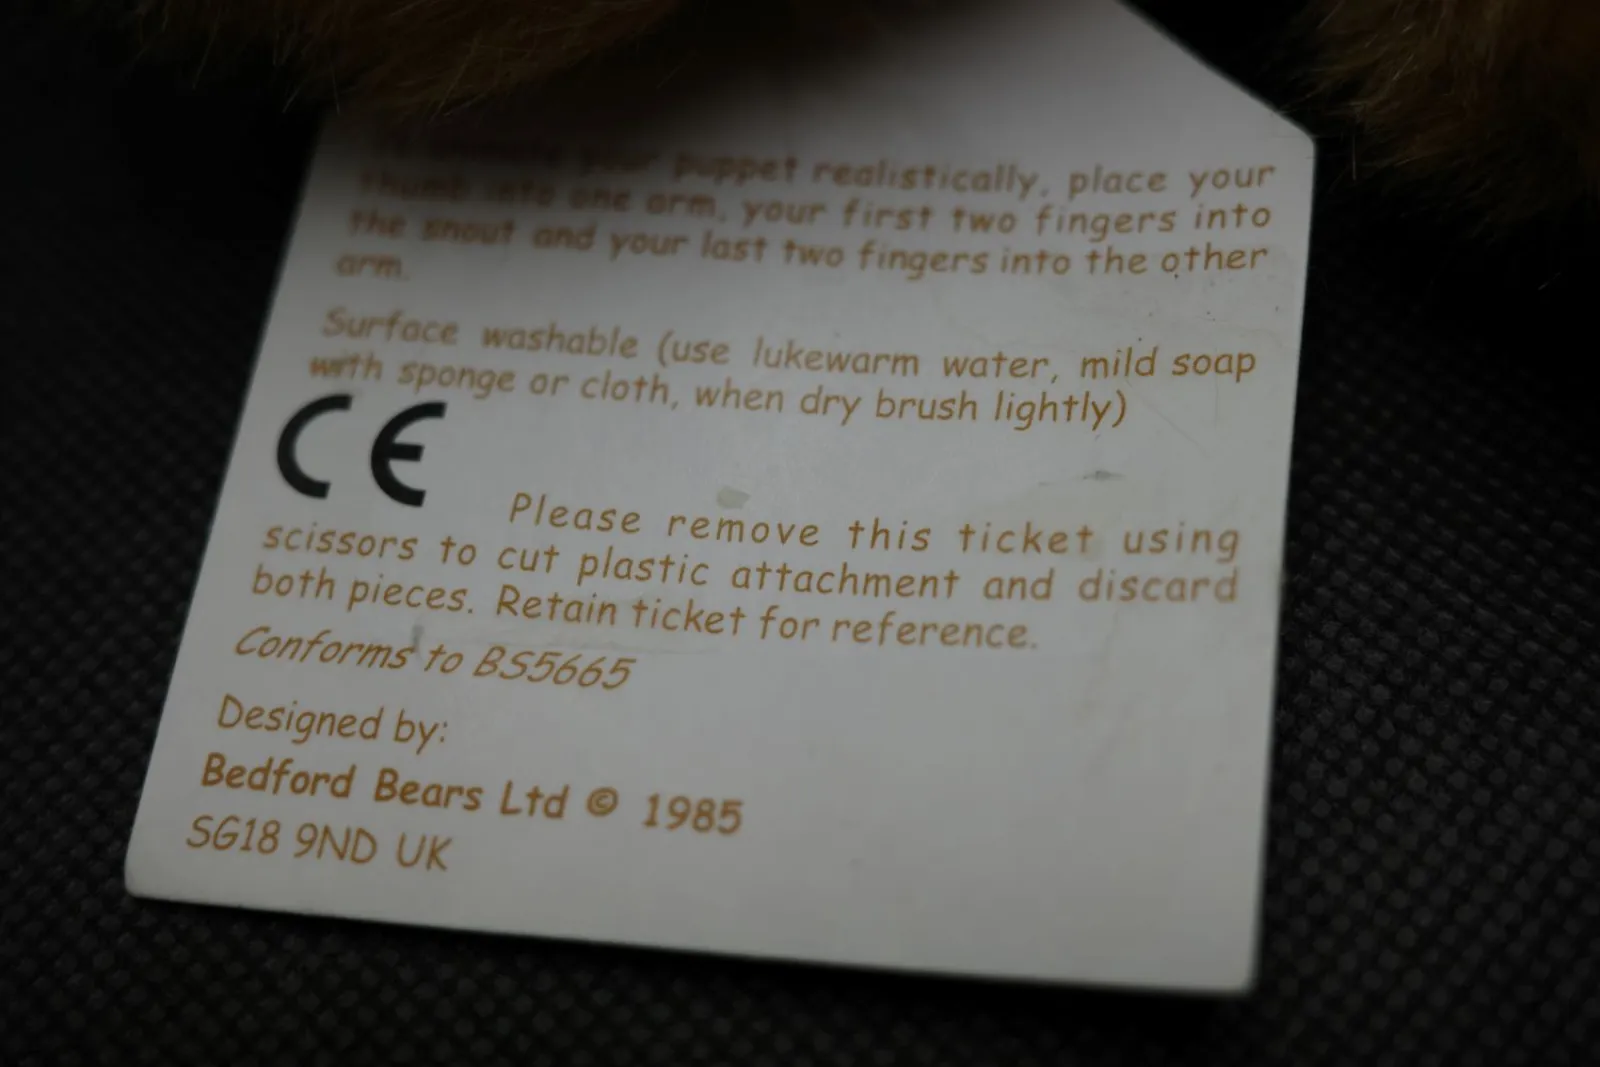 your puppet realistically, place your
thumb into one arm, your first two fingers into
the snout and your last two fingers into the other
arm.
Surface washable (use lukewarm water, mild soap
with sponge or cloth, when dry brush lightly)
CE
Please remove this ticket using
scissors to cut plastic attachment and discard
both pieces. Retain ticket for reference.
Conforms to BS5665
Designed by:
Bedford Bears Ltd © 1985
SG18 9ND UK